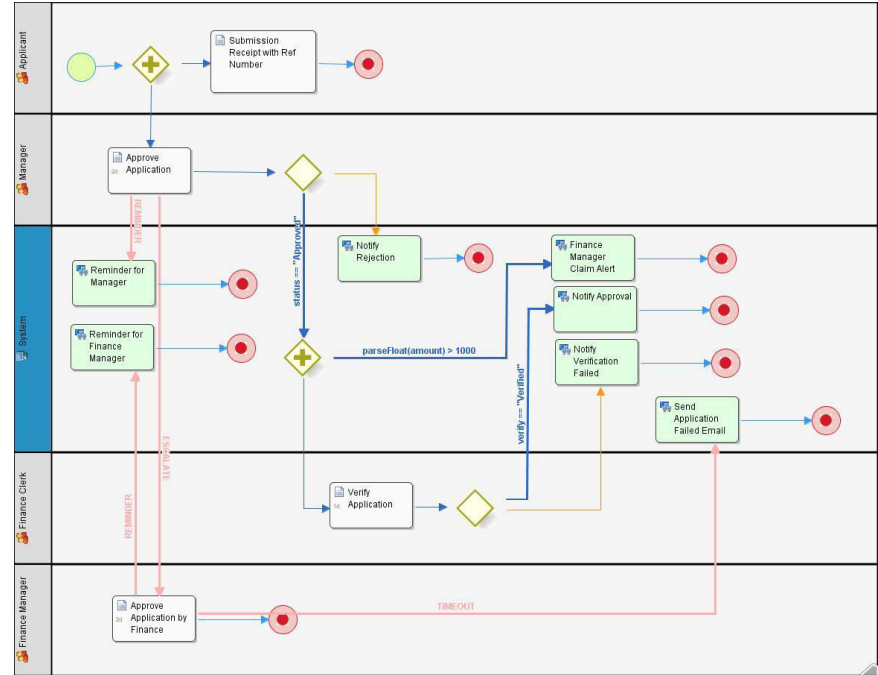 Applicant
Submission
Receipt with Ref
Number
Manager
Approve
Application
2d
REMINDER
status == "Approved"
System
Notify
Rejection
Finance
Manager
Claim Alert
Reminder for
Manager
Notify Approval
Reminder for
Finance
Manager
parseFloat(amount) > 1000
Notify
Verification
Failed
verify == "Verified"
Send
Application
Failed Email
ESCALATE
Finance Clerk
REMINDER
Verify
Application
Finance Manager
Approve
Application by
Finance
2d
TIMEOUT